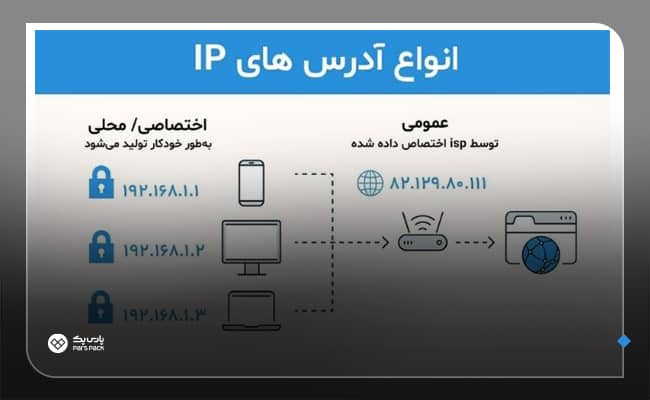 انواع آدرس های IP
عمومی
توسط isp اختصاص داده شده
۸۲.۱۲۹.۸۰.۱۱۱
اختصاصی/ محلی
به‌طور خودکار تولید می‌شود
۱۹۲.۱۶۸.۱.۱
۱۹۲.۱۶۸.۱.۲
۱۹۲.۱۶۸.۱.۳
پارس پک
Pars Pack